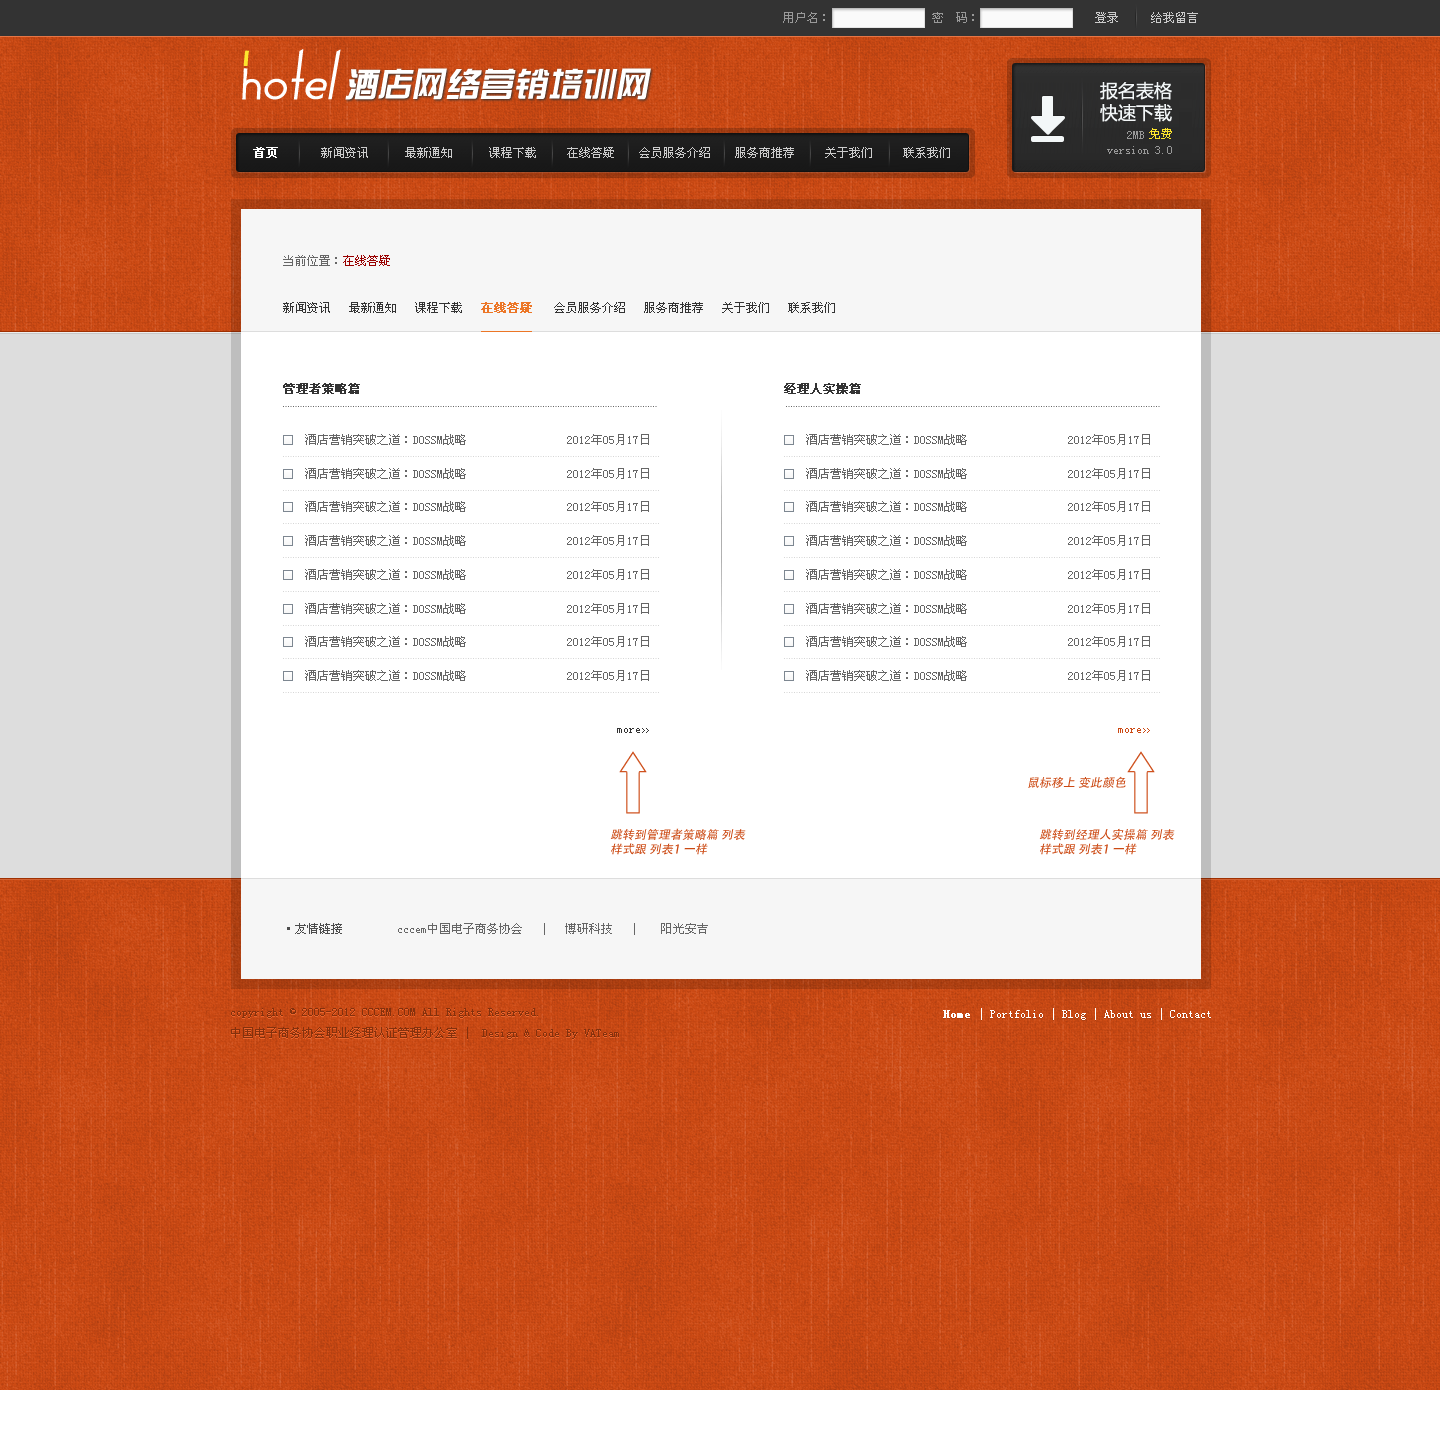 用户名： 密 码： 登录 给我留言
hotel 酒店网络营销培训网
报名表格
快速下载
2MB 免费
version 3.0
首页 新闻资讯 最新通知 课程下载 在线答疑 会员服务介绍 服务商推荐 关于我们 联系我们
当前位置：在线答疑
新闻资讯 最新通知 课程下载 在线答疑 会员服务介绍 服务商推荐 关于我们 联系我们
管理者策略篇
酒店营销突破之道：DOSSM战略 2012年05月17日
酒店营销突破之道：DOSSM战略 2012年05月17日
酒店营销突破之道：DOSSM战略 2012年05月17日
酒店营销突破之道：DOSSM战略 2012年05月17日
酒店营销突破之道：DOSSM战略 2012年05月17日
酒店营销突破之道：DOSSM战略 2012年05月17日
酒店营销突破之道：DOSSM战略 2012年05月17日
酒店营销突破之道：DOSSM战略 2012年05月17日
more>>
跳转到管理者策略篇 列表
样式跟 列表1 一样
经理人实操篇
酒店营销突破之道：DOSSM战略 2012年05月17日
酒店营销突破之道：DOSSM战略 2012年05月17日
酒店营销突破之道：DOSSM战略 2012年05月17日
酒店营销突破之道：DOSSM战略 2012年05月17日
酒店营销突破之道：DOSSM战略 2012年05月17日
酒店营销突破之道：DOSSM战略 2012年05月17日
酒店营销突破之道：DOSSM战略 2012年05月17日
酒店营销突破之道：DOSSM战略 2012年05月17日
more>>
鼠标移上 变此颜色
跳转到经理人实操篇 列表
样式跟 列表1 一样
友情链接 cccem中国电子商务协会 | 博研科技 | 阳光安吉
copyright © 2005-2012 CCCEM.COM All Rights Reserved
中国电子商务协会职业经理认证管理办公室 | Design & Code By VATeam
Home | Portfolio | Blog | About us | Contact